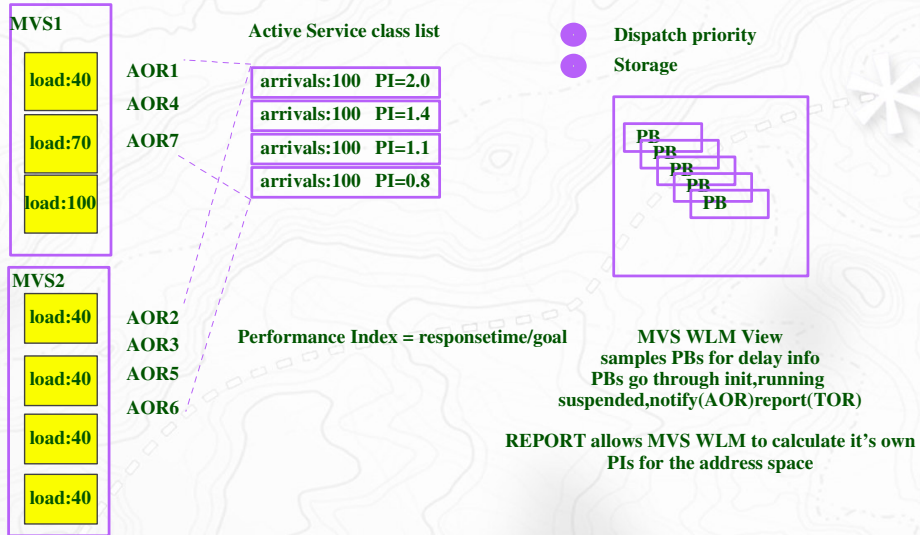 MVS1
load:40
load:70
load:100
AOR1
AOR4
AOR7
Active Service class list
arrivals:100 PI=2.0
arrivals:100 PI=1.4
arrivals:100 PI=1.1
arrivals:100 PI=0.8
Dispatch priority
Storage
PB
PB
PB
PB
PB
MVS2
load:40
load:40
load:40
load:40
AOR2
AOR3
AOR5
AOR6
Performance Index = responsetime/goal
MVS WLM View
samples PBs for delay info
PBs go through init,running
suspended,notify(AOR)report(TOR)
REPORT allows MVS WLM to calculate it's own
PIs for the address space